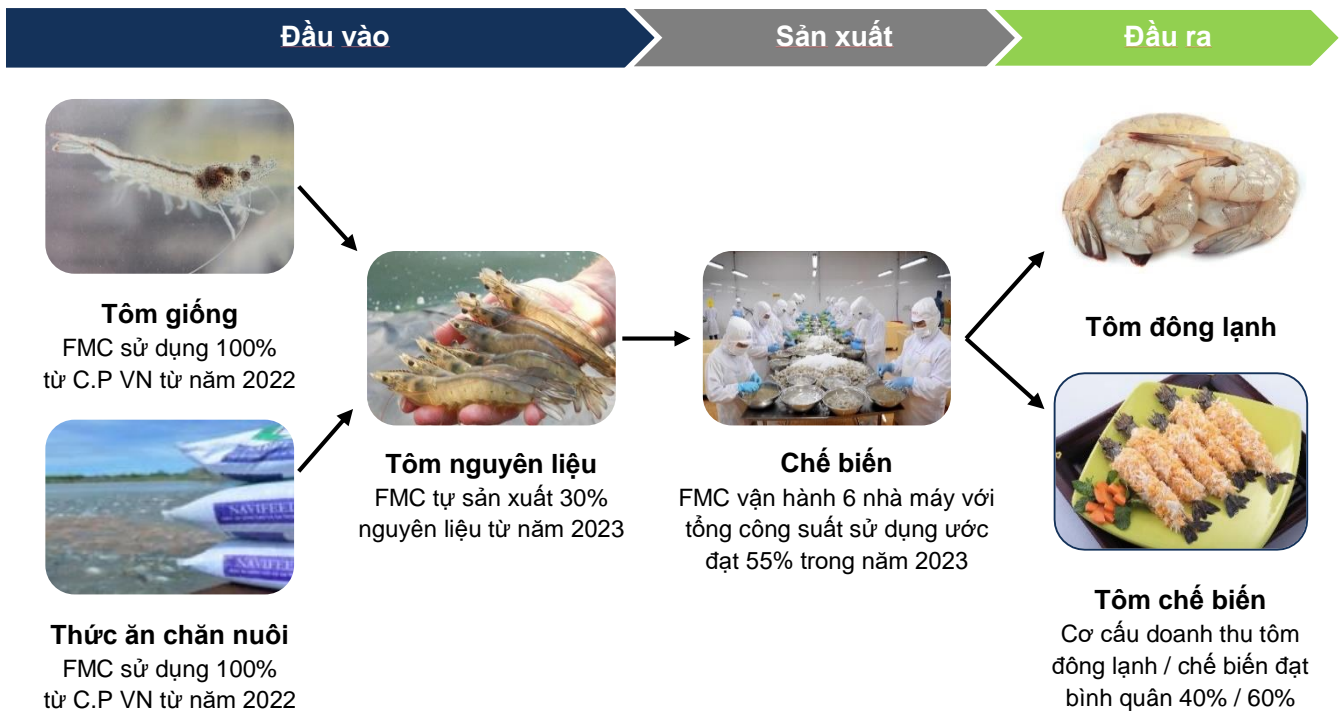 Đầu vào
Sản xuất
Đầu ra
Tôm giống
FMC sử dụng 100%
từ C.P VN từ năm 2022
NAVIFEED
NAVIFEED
Thức ăn chăn nuôi
FMC sử dụng 100%
từ C.P VN từ năm 2022
Tôm nguyên liệu
FMC tự sản xuất 30%
nguyên liệu từ năm 2023
Chế biến
FMC vận hành 6 nhà máy với
tổng công suất sử dụng ước
đạt 55% trong năm 2023
Tôm đông lạnh
Tôm chế biến
Cơ cấu doanh thu tôm
đông lạnh / chế biến đạt
bình quân 40% / 60%